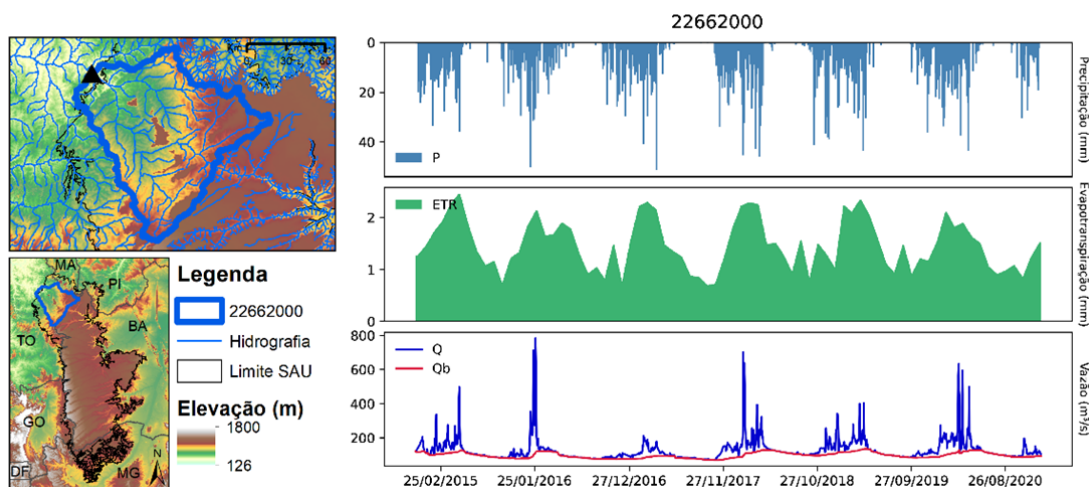 22662000
Km
0 30 60
MA
PI
TO
BA
GO
DF
MG
N
Legenda
22662000
Hidrografia
Limite SAU
Elevação (m)
1800
126
0
20
40
P
Precipitação (mm)
2
1
0
ETR
Evapotranspiração (mm)
800
600
400
200
Q
Qb
Vazão (m³/s)
25/02/2015 25/01/2016 27/12/2016 27/11/2017 27/10/2018 27/09/2019 26/08/2020